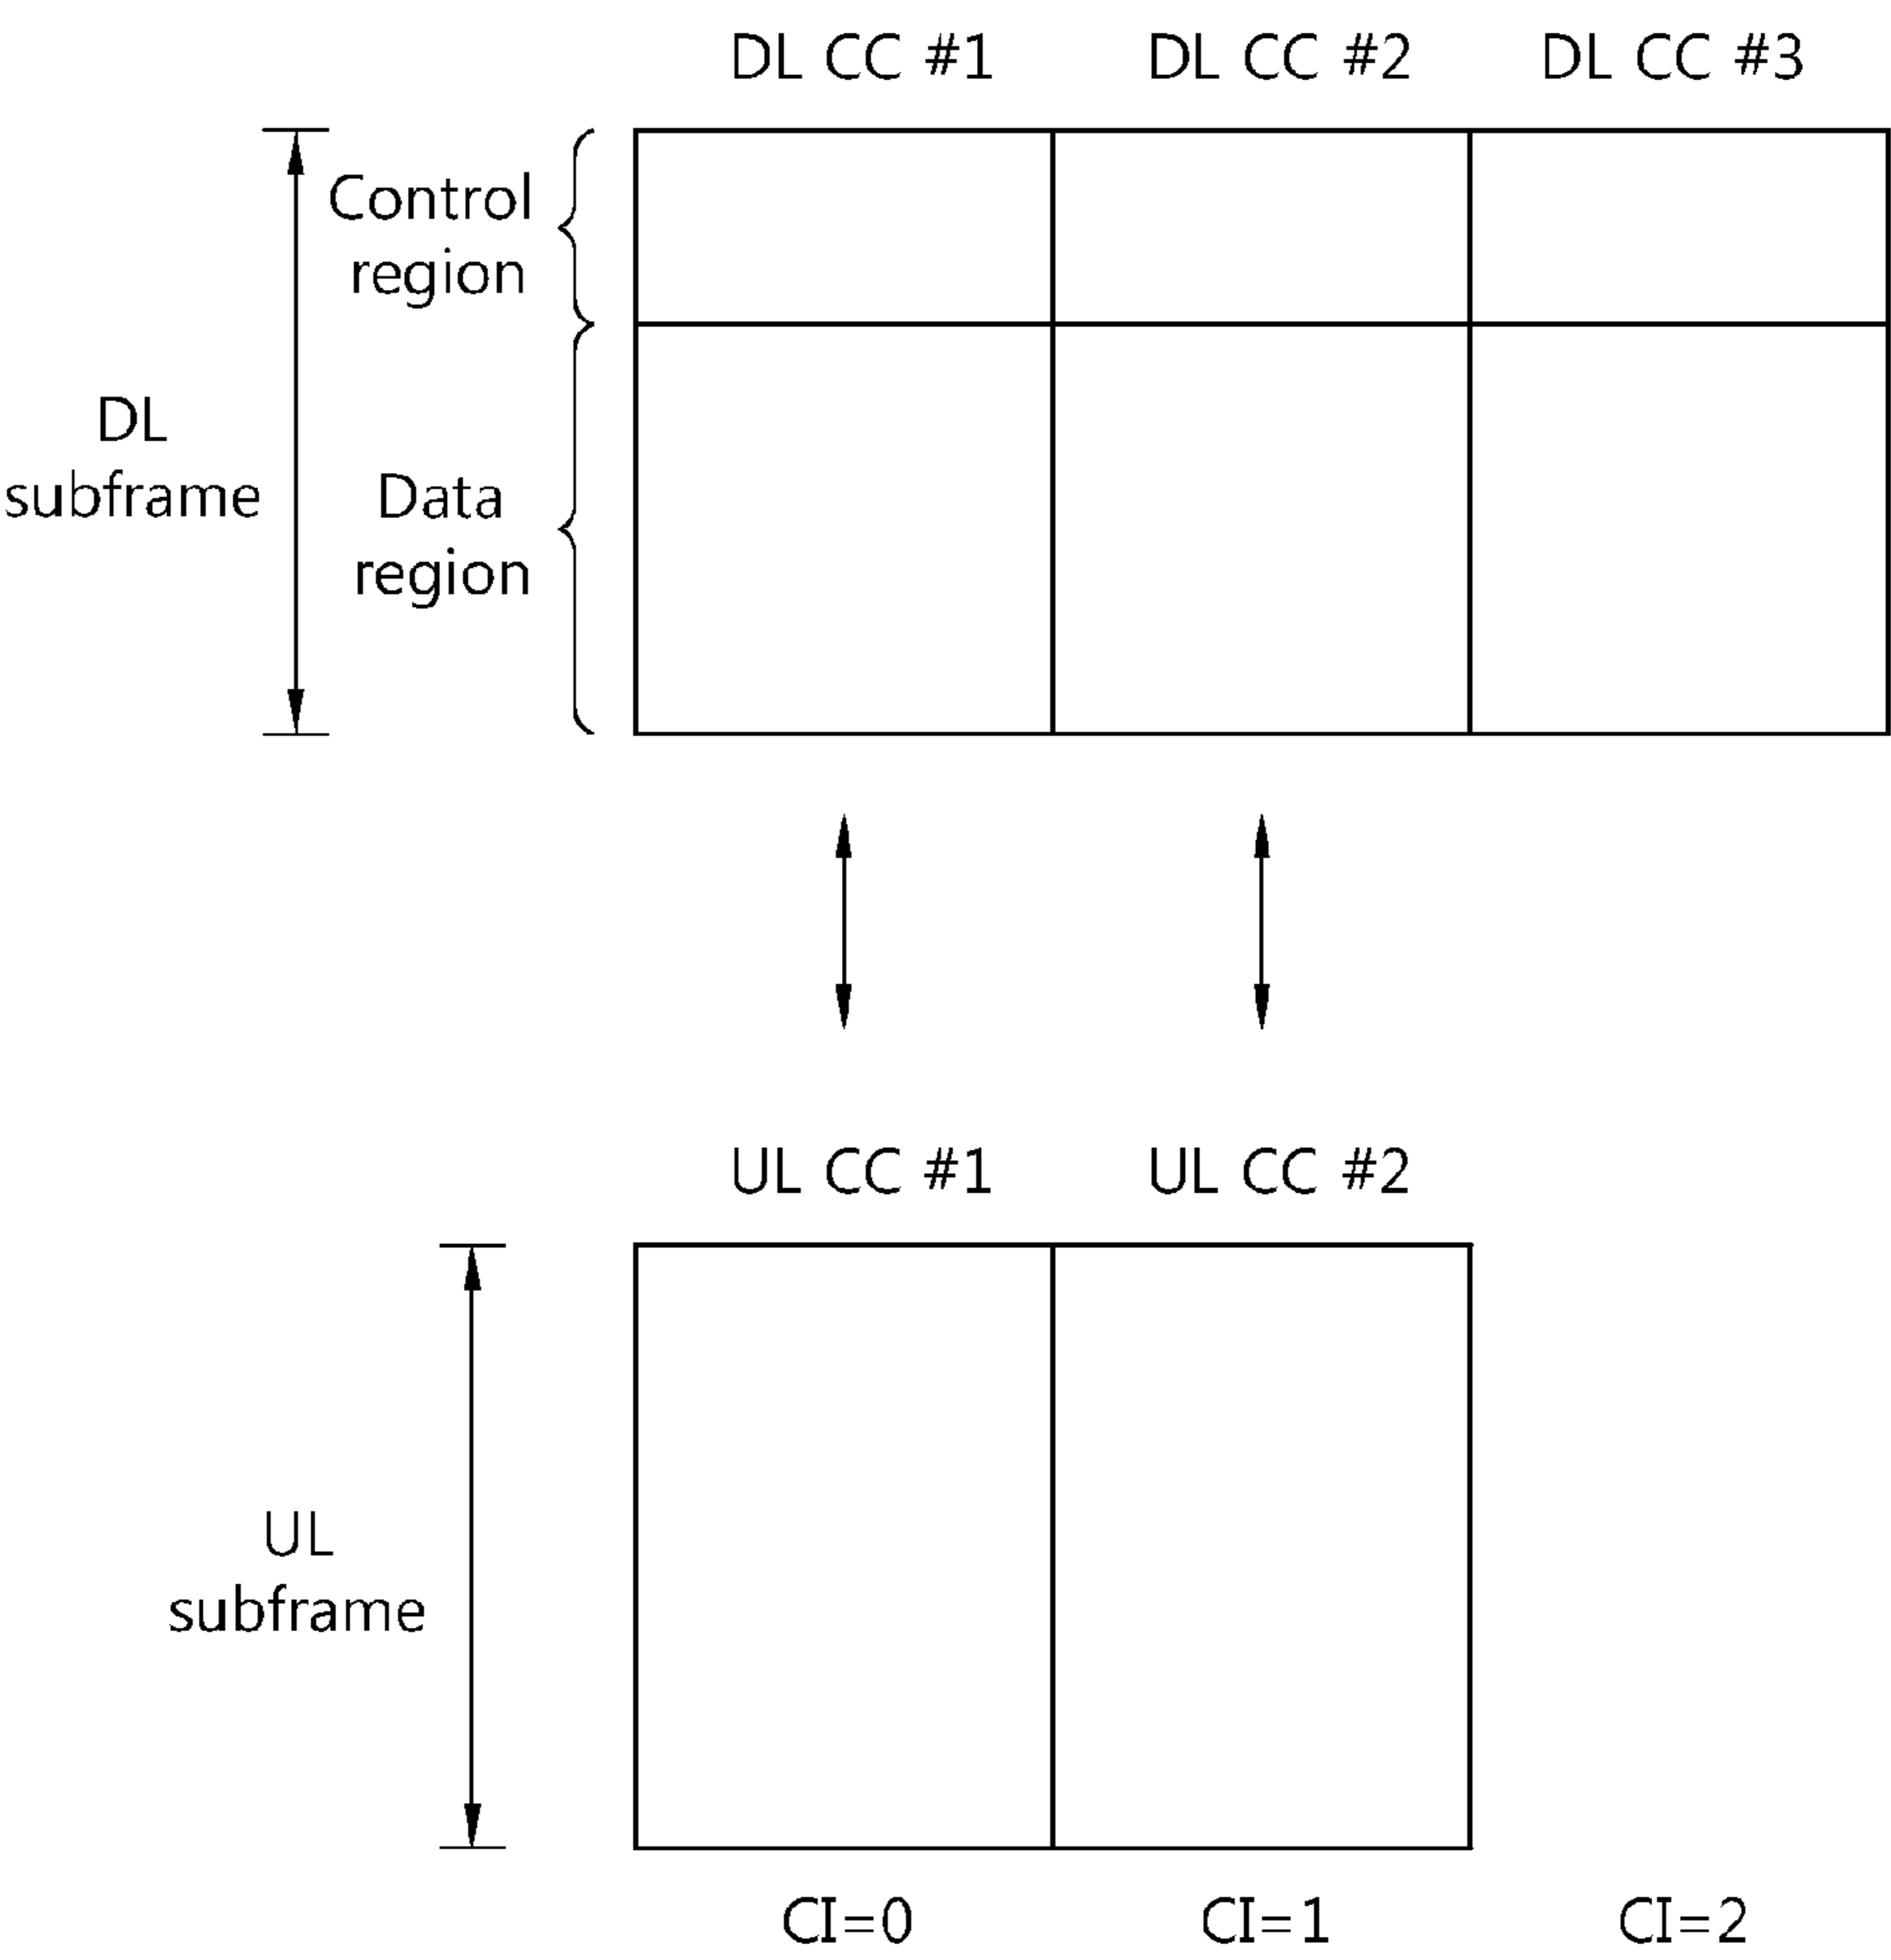 DL CC #1 DL CC #2 DL CC #3
Control
region
DL
subframe
Data
region
UL CC #1 UL CC #2
UL
subframe
CI=0 CI=1 CI=2